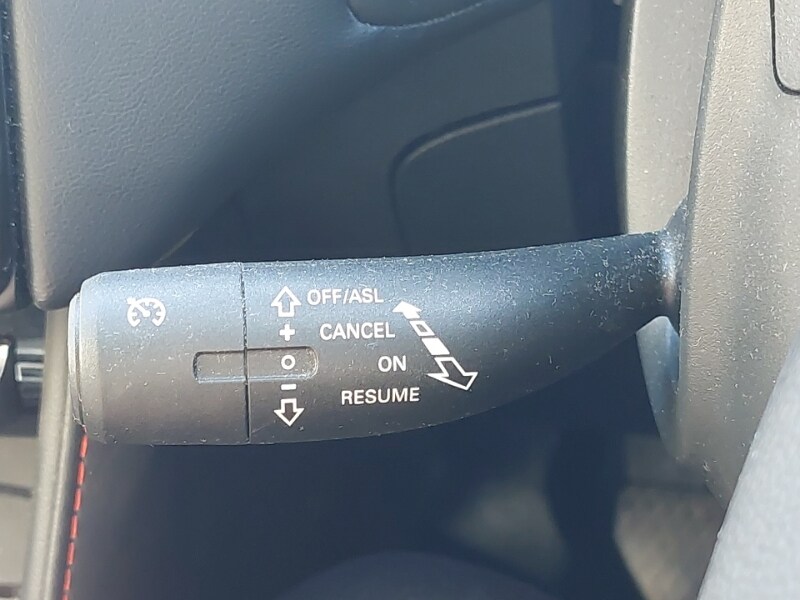 OFF/ASL
+ CANCEL
O ON
- RESUME